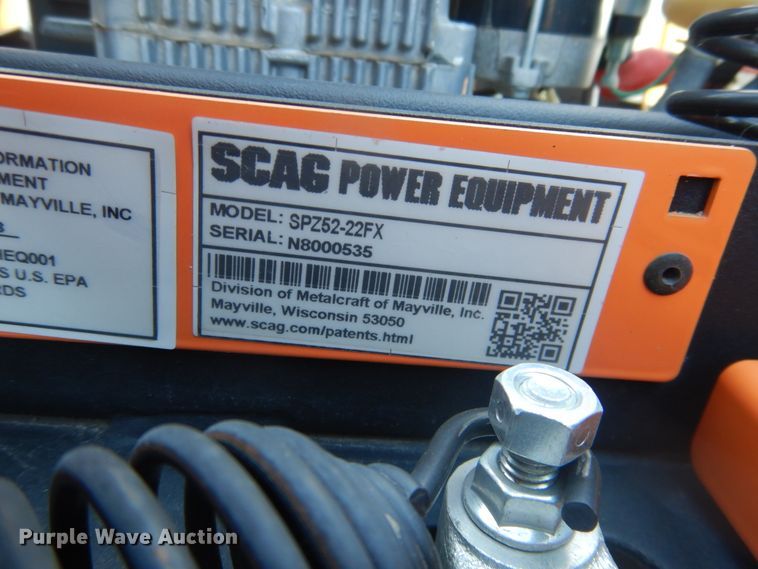 ORMATION
MENT
MAYVILLE, INC
EQ001
S U.S. EPA
RDS
SCAG POWER EQUIPMENT
MODEL: SPZ52-22FX
SERIAL: N8000535
Division of Metalcraft of Mayville, Inc.
Mayville, Wisconsin 53050
www.scag.com/patents.html
Purple Wave Auction